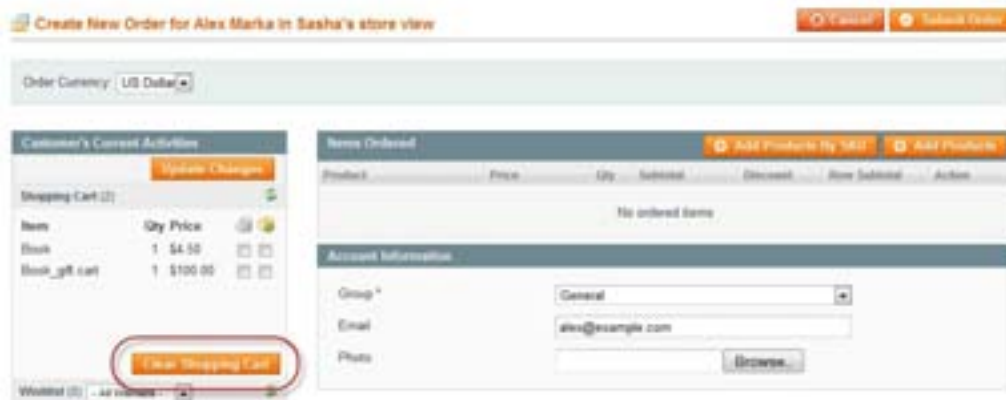 Create New Order for Alex Marka in Sasha's store view
Cancel
Submit Order
Order Currency: US Dollar
Customer's Current Activities
Update Changes
Shopping Cart (2)
Item Qty Price
Book 1 $4.50
Book_gift cart 1 $100.00
Clear Shopping Cart
Wishlist (0)
Items Ordered
Add Products By SKU
Add Products
Product Price Qty Subtotal Discount Row Subtotal Action
No ordered items
Account Information
Group *
General
Email
alex@example.com
Photo
Browse...